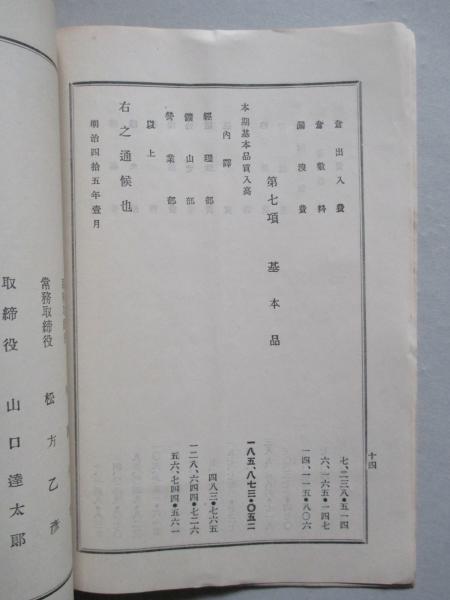 十四
倉出入費 七、二三八・五一四
倉敷料 六、一六五・一四七
漏洩費 一四、一一五・八〇六
第七項 基本品
本期基本品買入高 一八五、八七三・〇五二
内譯
經理部 四八三・七六五
鑛山部 一二八、六四四・七二六
營業部 五六、七四四・五六一
以上
右之通候也
明治四拾五年壹月
常務取締役 松方乙彥
取締役 山口達太郎